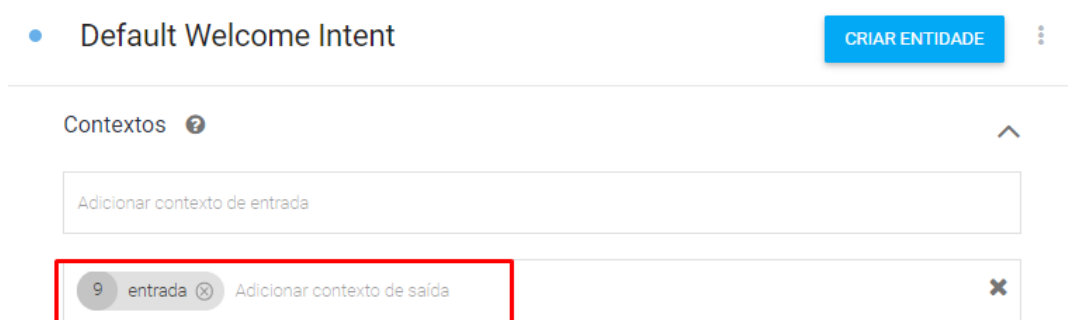 Default Welcome Intent
CRIAR ENTIDADE
Contextos
Adicionar contexto de entrada
9 entrada Adicionar contexto de saída